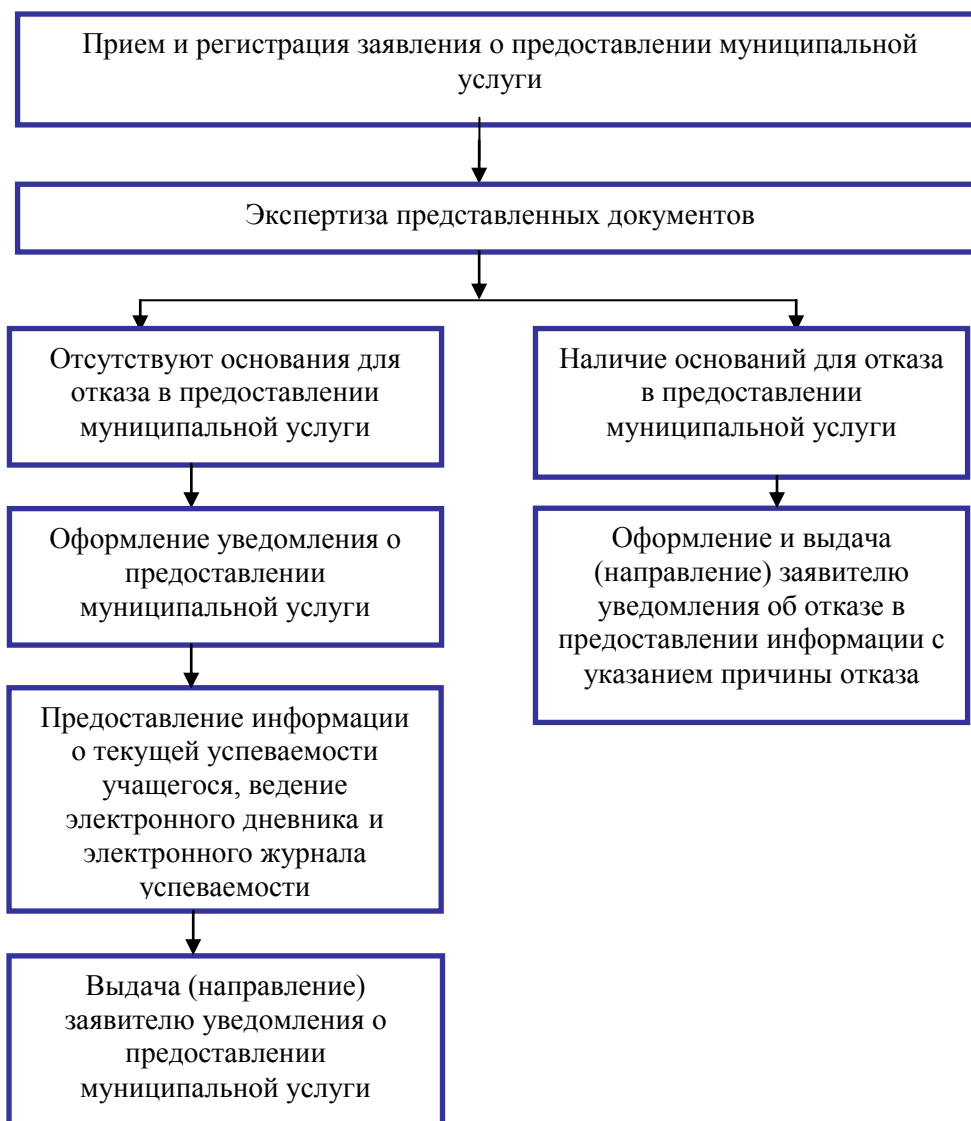 Прием и регистрация заявления о предоставлении муниципальной
услуги
Экспертиза представленных документов
Отсутствуют основания для
отказа в предоставлении
муниципальной услуги
Наличие оснований для отказа
в предоставлении
муниципальной услуги
Оформление уведомления о
предоставлении
муниципальной услуги
Оформление и выдача
(направление) заявителю
уведомления об отказе в
предоставлении информации с
указанием причины отказа
Предоставление информации
о текущей успеваемости
учащегося, ведение
электронного дневника и
электронного журнала
успеваемости
Выдача (направление)
заявителю уведомления о
предоставлении
муниципальной услуги